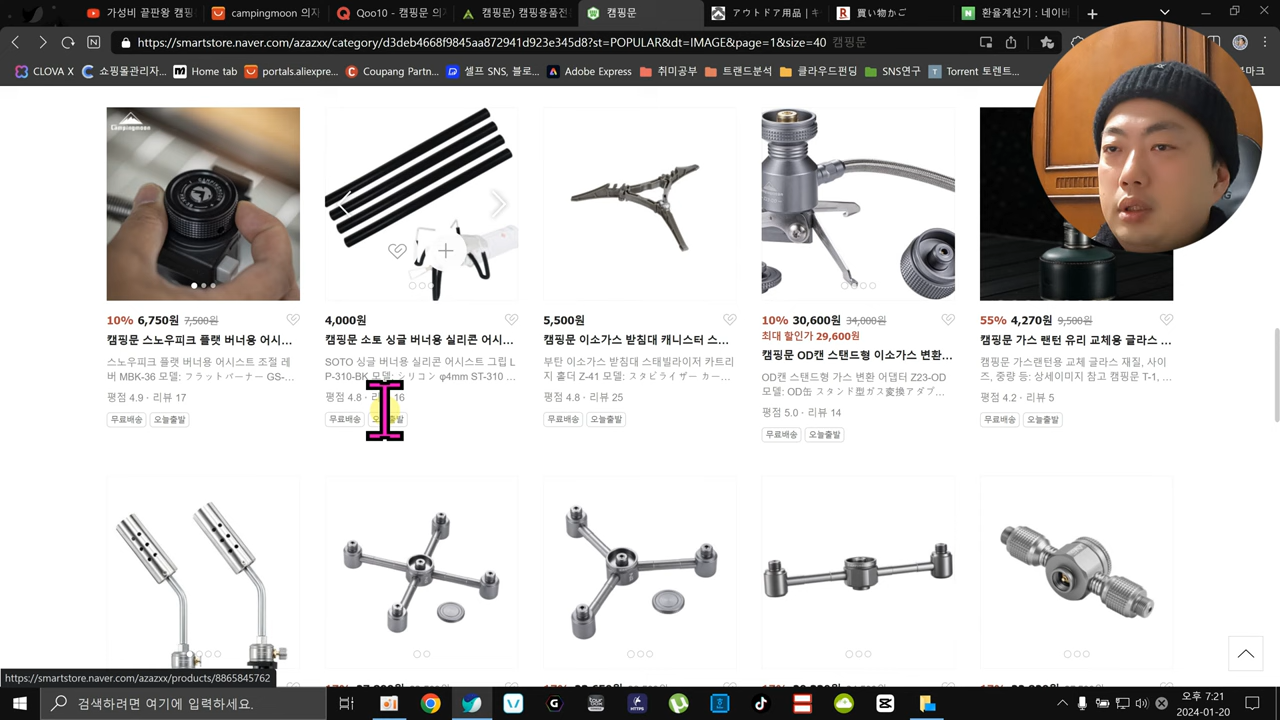 가성비 끝판왕 캠핑
campingmoon 의자
Qoo10 - 캠핑문 의기
캠핑문) 캠핑용품전
캠핑문
アウトドア用品 | キ
買い物かご
환율계산기 : 네이버
https://smartstore.naver.com/azazxx/category/d3deb4668f9845aa872941d923e345d8?st=POPULAR&dt=IMAGE&page=1&size=40 캠핑문
CLOVA X
쇼핑몰관리자...
Home tab
portals.aliexpre...
Coupang Partn...
셀프 SNS, 블로...
Adobe Express
취미공부
트랜드분석
클라우드펀딩
SNS연구
Torrent 토렌트...
Campingmoon
10% 6,750원 7,500원
캠핑문 스노우피크 플랫 버너용 어시...
스노우피크 플랫 버너용 어시스트 조절 레
버 MBK-36 모델: フラットバーナー GS-...
평점 4.9 · 리뷰 17
무료배송 오늘출발
4,000원
캠핑문 소토 싱글 버너용 실리콘 어시...
SOTO 싱글 버너용 실리콘 어시스트 그립 L
P-310-BK 모델: シリコン φ4mm ST-310 ...
평점 4.8 · 리뷰 16
무료배송 오늘출발
5,500원
캠핑문 이소가스 받침대 캐니스터 스...
부탄 이소가스 받침대 스태빌라이저 카트리
지 홀더 Z-41 모델: スタビライザー カー...
평점 4.8 · 리뷰 25
무료배송 오늘출발
10% 30,600원 34,000원
최대 할인가 29,600원
캠핑문 OD캔 스탠드형 이소가스 변환...
OD캔 스탠드형 가스 변환 어댑터 Z23-OD
모델: OD缶 スタンド型ガス変換アダプ...
평점 5.0 · 리뷰 14
무료배송 오늘출발
55% 4,270원 9,500원
캠핑문 가스 랜턴 유리 교체용 글라스 ...
캠핑문 가스랜턴용 교체 글라스 재질, 사이
즈, 중량 등: 상세이미지 참고 캠핑문 T-1, ...
평점 4.2 · 리뷰 5
무료배송 오늘출발
https://smartstore.naver.com/azazxx/products/8865845762
검색하려면 여기에 입력하세요.
오후 7:21
2024-01-20